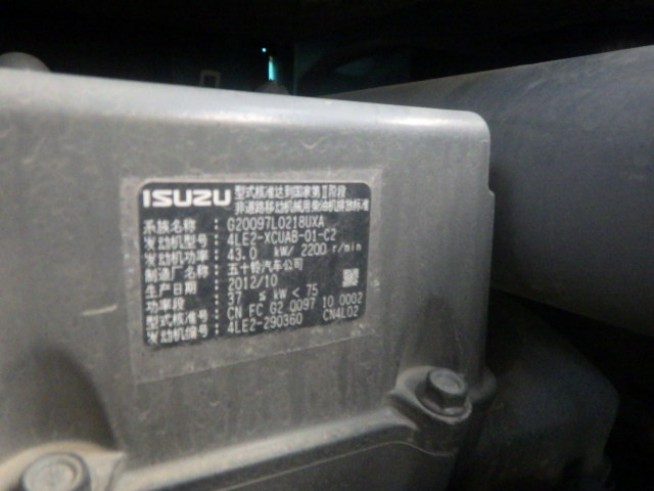 ISUZU
型式核准达到国家第Ⅱ阶段
非道路移动机械用柴油机排放标准
系族名称: G20097L0218UXA
发动机型号: 4LE2-XCUAB-01-C2
发动机功率: 43.0 kW/ 2200 r/min
制造厂名称: 五十铃汽车公司
生产日期: 2012/10
功率段: 37 ≤ kW < 75
型式核准号: CN FC G2 0097 10 0002
发动机编号: 4LE2-290360 CN4L02